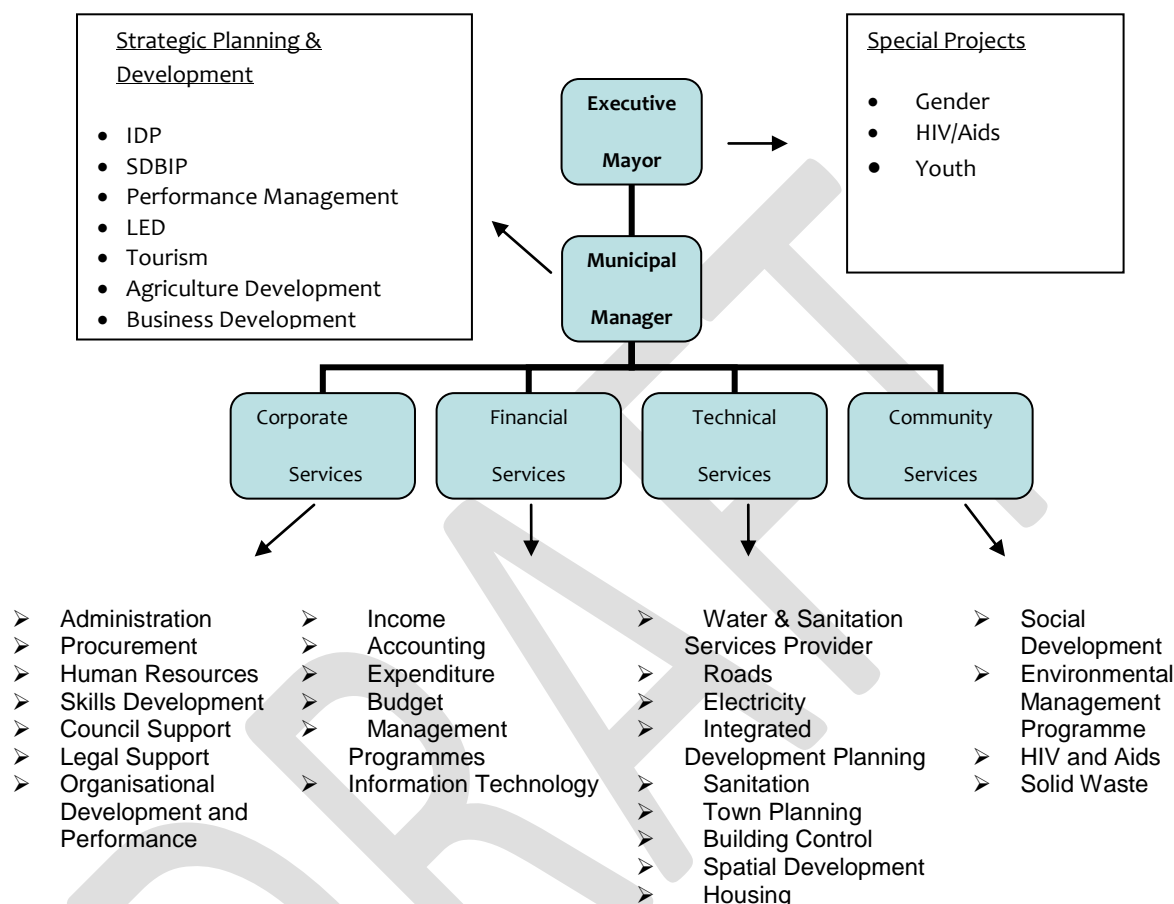 Strategic Planning &
Development
• IDP
• SDBIP
• Performance Management
• LED
• Tourism
• Agriculture Development
• Business Development
Executive
Mayor
Special Projects
• Gender
• HIV/Aids
• Youth
Municipal
Manager
Corporate
Services
Financial
Services
Technical
Services
Community
Services
➢ Administration
➢ Procurement
➢ Human Resources
➢ Skills Development
➢ Council Support
➢ Legal Support
➢ Organisational
Development and
Performance
➢ Income
➢ Accounting
➢ Expenditure
➢ Budget
➢ Management
Programmes
➢ Information Technology
➢ Water & Sanitation
Services Provider
➢ Roads
➢ Electricity
➢ Integrated
Development Planning
➢ Sanitation
➢ Town Planning
➢ Building Control
➢ Spatial Development
➢ Housing
➢ Social
Development
➢ Environmental
Management
Programme
➢ HIV and Aids
➢ Solid Waste
DRAFT